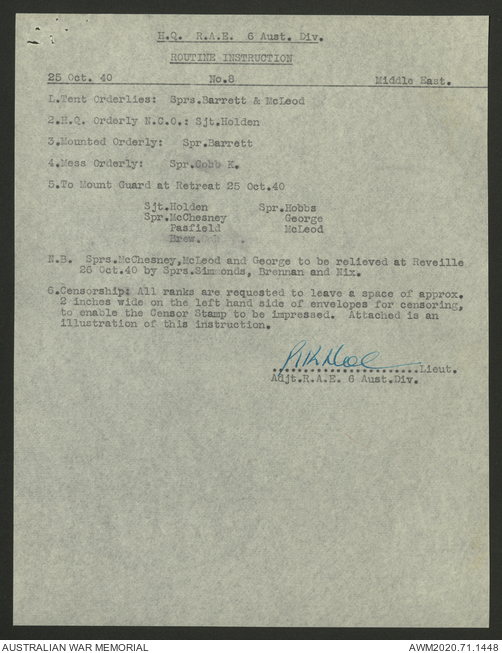 H.Q. R.A.E. 6 Aust. Div.
ROUTINE INSTRUCTION
25 Oct. 40 No.8 Middle East.
1.Tent Orderlies: Sprs.Barrett & McLeod
2.H.Q. Orderly N.C.O.: Sjt.Holden
3.Mounted Orderly: Spr.Barrett
4.Mess Orderly: Spr.Cobb K.
5.To Mount Guard at Retreat 25 Oct.40
Sjt.Holden Spr.Hobbs
Spr.McChesney George
Pasfield McLeod
Brew.
N.B. Sprs.McChesney,McLeod and George to be relieved at Reveille
26 Oct.40 by Sprs.Simmonds, Brennan and Nix.
6.Censorship: All ranks are requested to leave a space of approx.
2 inches wide on the left hand side of envelopes for censoring,
to enable the Censor Stamp to be impressed. Attached is an
illustration of this instruction.
Lieut.
Adjt.R.A.E. 6 Aust.Div.
AUSTRALIAN WAR MEMORIAL AWM2020.71.1448